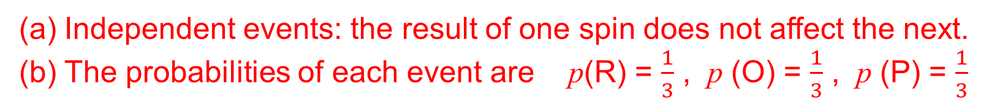 (a) Independent events: the result of one spin does not affect the next.
(b) The probabilities of each event are p(R) = 1/3 , p (O) = 1/3 , p (P) = 1/3